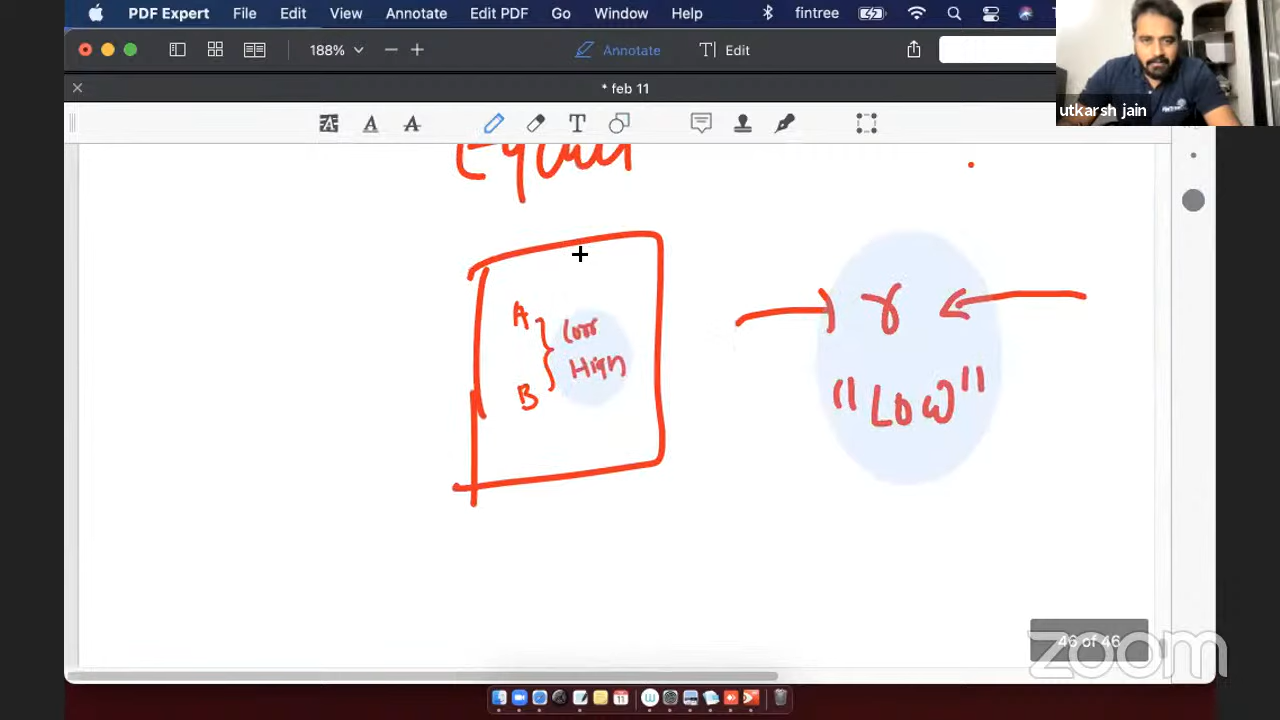 PDF Expert File Edit View Annotate Edit PDF Go Window Help fintree
188% Annotate T Edit
* feb 11
utkarsh jain
A
B
Corr
High
r
"Low"
46 of 46
zoom